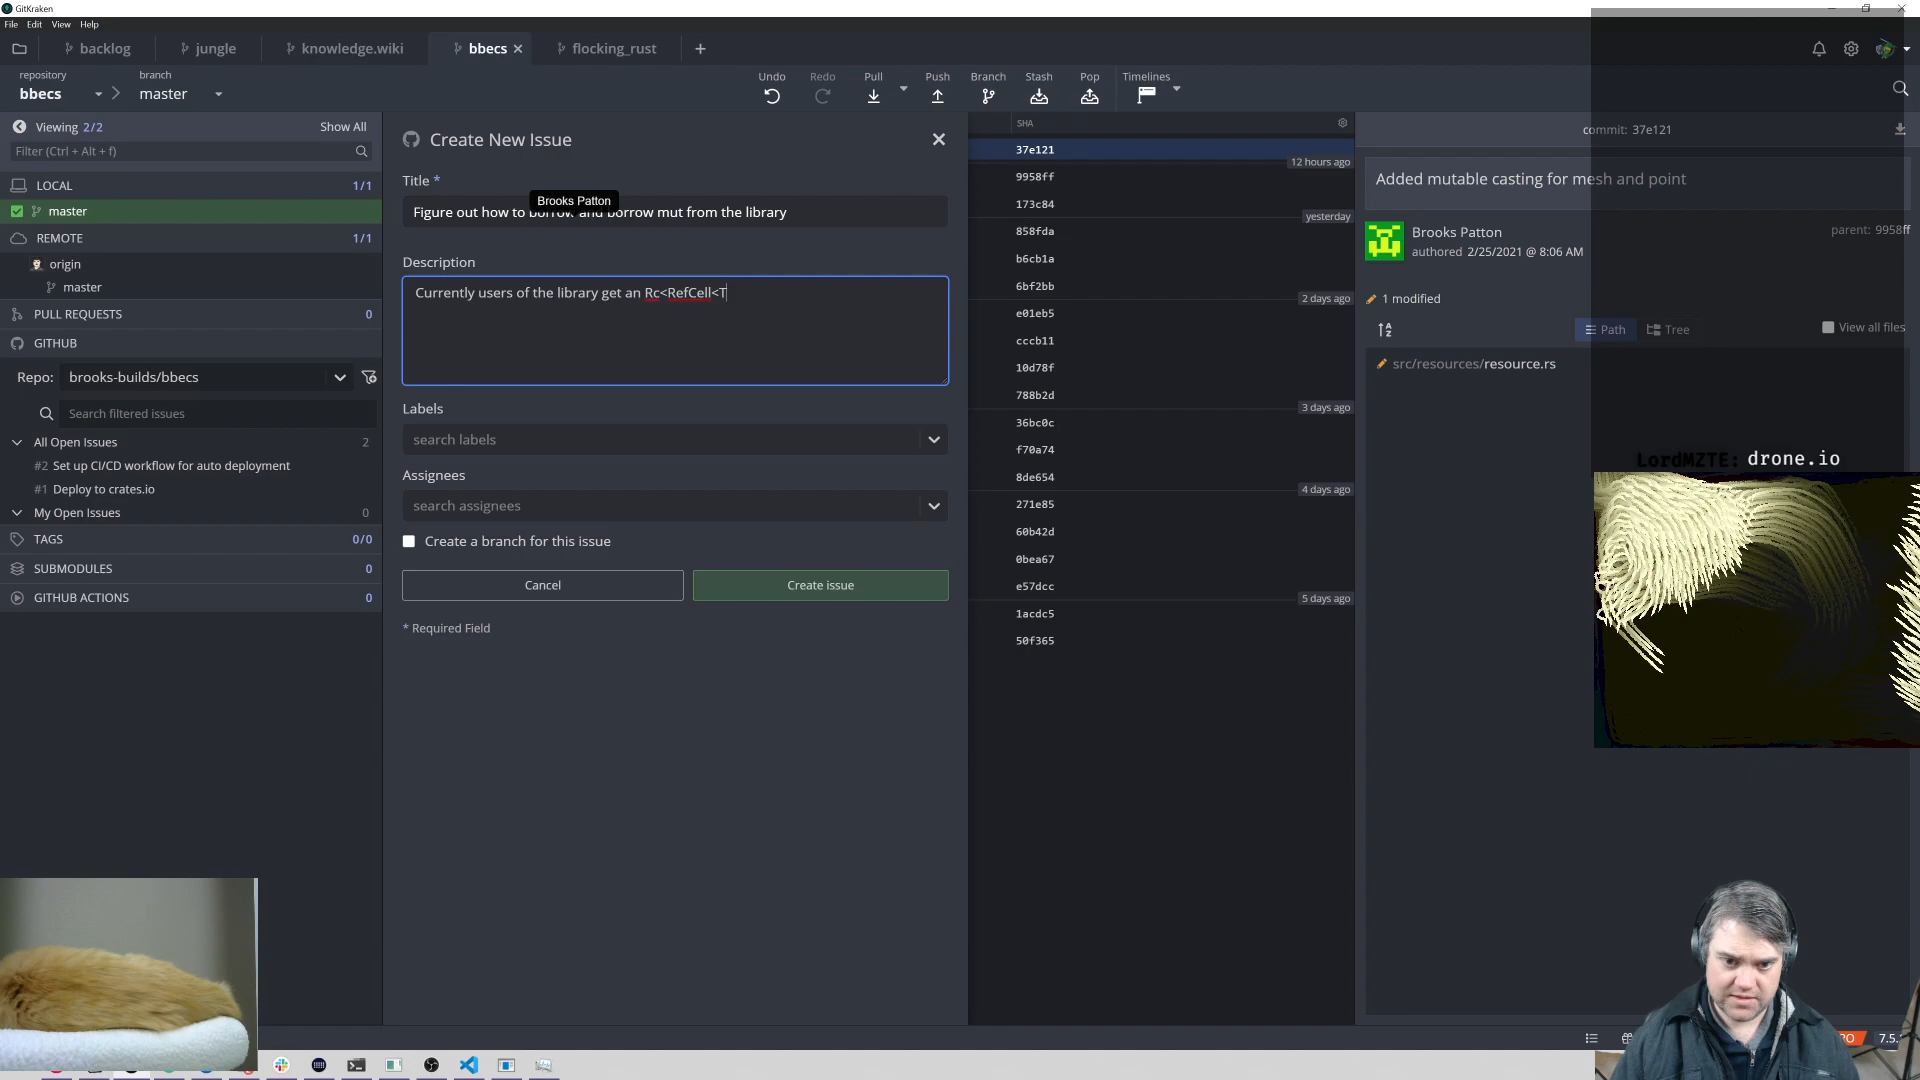 GitKraken
File Edit View Help
backlog
jungle
knowledge.wiki
bbecs
flocking_rust
repository
bbecs
branch
master
Undo
Redo
Pull
Push
Branch
Stash
Pop
Timelines
Viewing 2/2
Show All
Filter (Ctrl + Alt + f)
LOCAL 1/1
master
REMOTE 1/1
origin
master
PULL REQUESTS 0
GITHUB
Repo: brooks-builds/bbecs
Search filtered issues
All Open Issues 2
#2 Set up CI/CD workflow for auto deployment
#1 Deploy to crates.io
My Open Issues 0
TAGS 0/0
SUBMODULES 0
GITHUB ACTIONS 0
Create New Issue
Title *
Brooks Patton
Figure out how to borrow and borrow mut from the library
Description
Currently users of the library get an Rc<RefCell<T
Labels
search labels
Assignees
search assignees
Create a branch for this issue
Cancel
Create issue
* Required Field
SHA
37e121
12 hours ago
9958ff
173c84
yesterday
858fda
b6cb1a
6bf2bb
2 days ago
e01eb5
cccb11
10d78f
788b2d
3 days ago
36bc0c
f70a74
8de654
4 days ago
271e85
60b42d
0bea67
e57dcc
5 days ago
1acdc5
50f365
commit: 37e121
Added mutable casting for mesh and point
Brooks Patton
authored 2/25/2021 @ 8:06 AM
parent: 9958ff
1 modified
Path
Tree
View all files
src/resources/resource.rs
LordMZTE: drone.io
7.5.